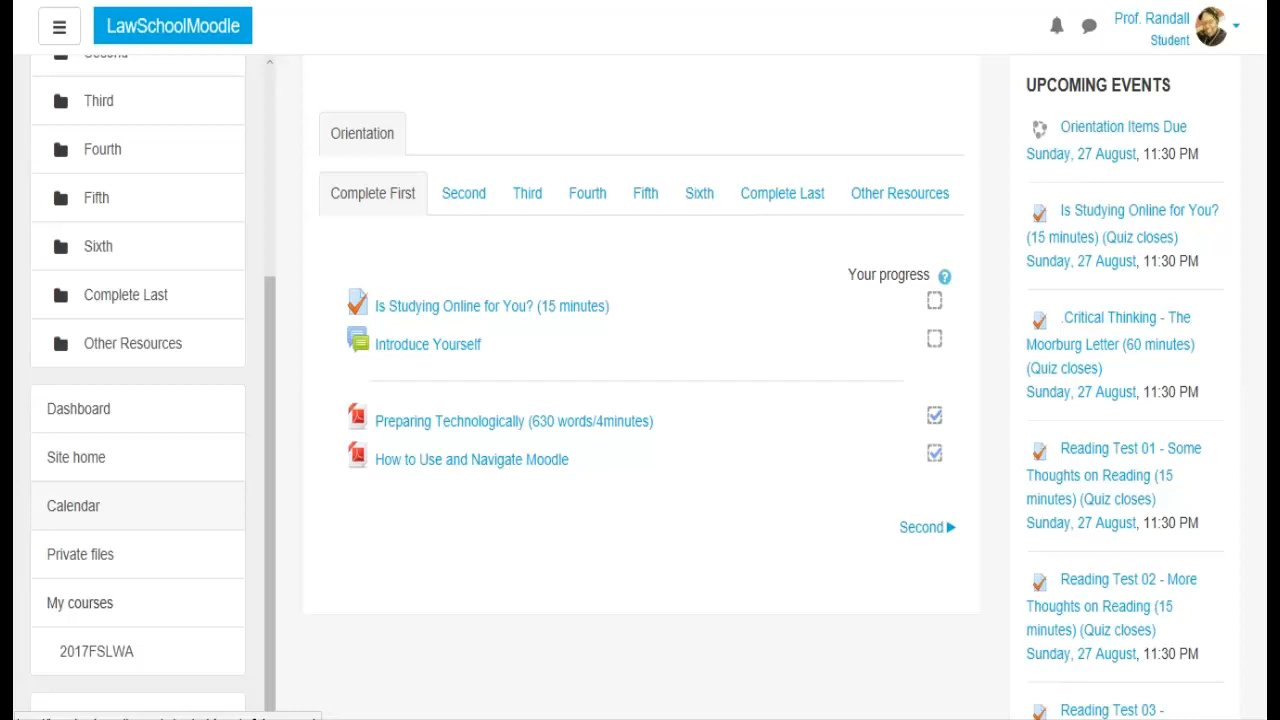 LawSchoolMoodle
Prof. Randall
Student
Second
Third
Fourth
Fifth
Sixth
Complete Last
Other Resources
Dashboard
Site home
Calendar
Private files
My courses
2017FSLWA
Orientation
Complete First Second Third Fourth Fifth Sixth Complete Last Other Resources
Your progress
Is Studying Online for You? (15 minutes)
Introduce Yourself
Preparing Technologically (630 words/4minutes)
How to Use and Navigate Moodle
Second
UPCOMING EVENTS
Orientation Items Due
Sunday, 27 August, 11:30 PM
Is Studying Online for You?
(15 minutes) (Quiz closes)
Sunday, 27 August, 11:30 PM
.Critical Thinking - The
Moorburg Letter (60 minutes)
(Quiz closes)
Sunday, 27 August, 11:30 PM
Reading Test 01 - Some
Thoughts on Reading (15
minutes) (Quiz closes)
Sunday, 27 August, 11:30 PM
Reading Test 02 - More
Thoughts on Reading (15
minutes) (Quiz closes)
Sunday, 27 August, 11:30 PM
Reading Test 03 -